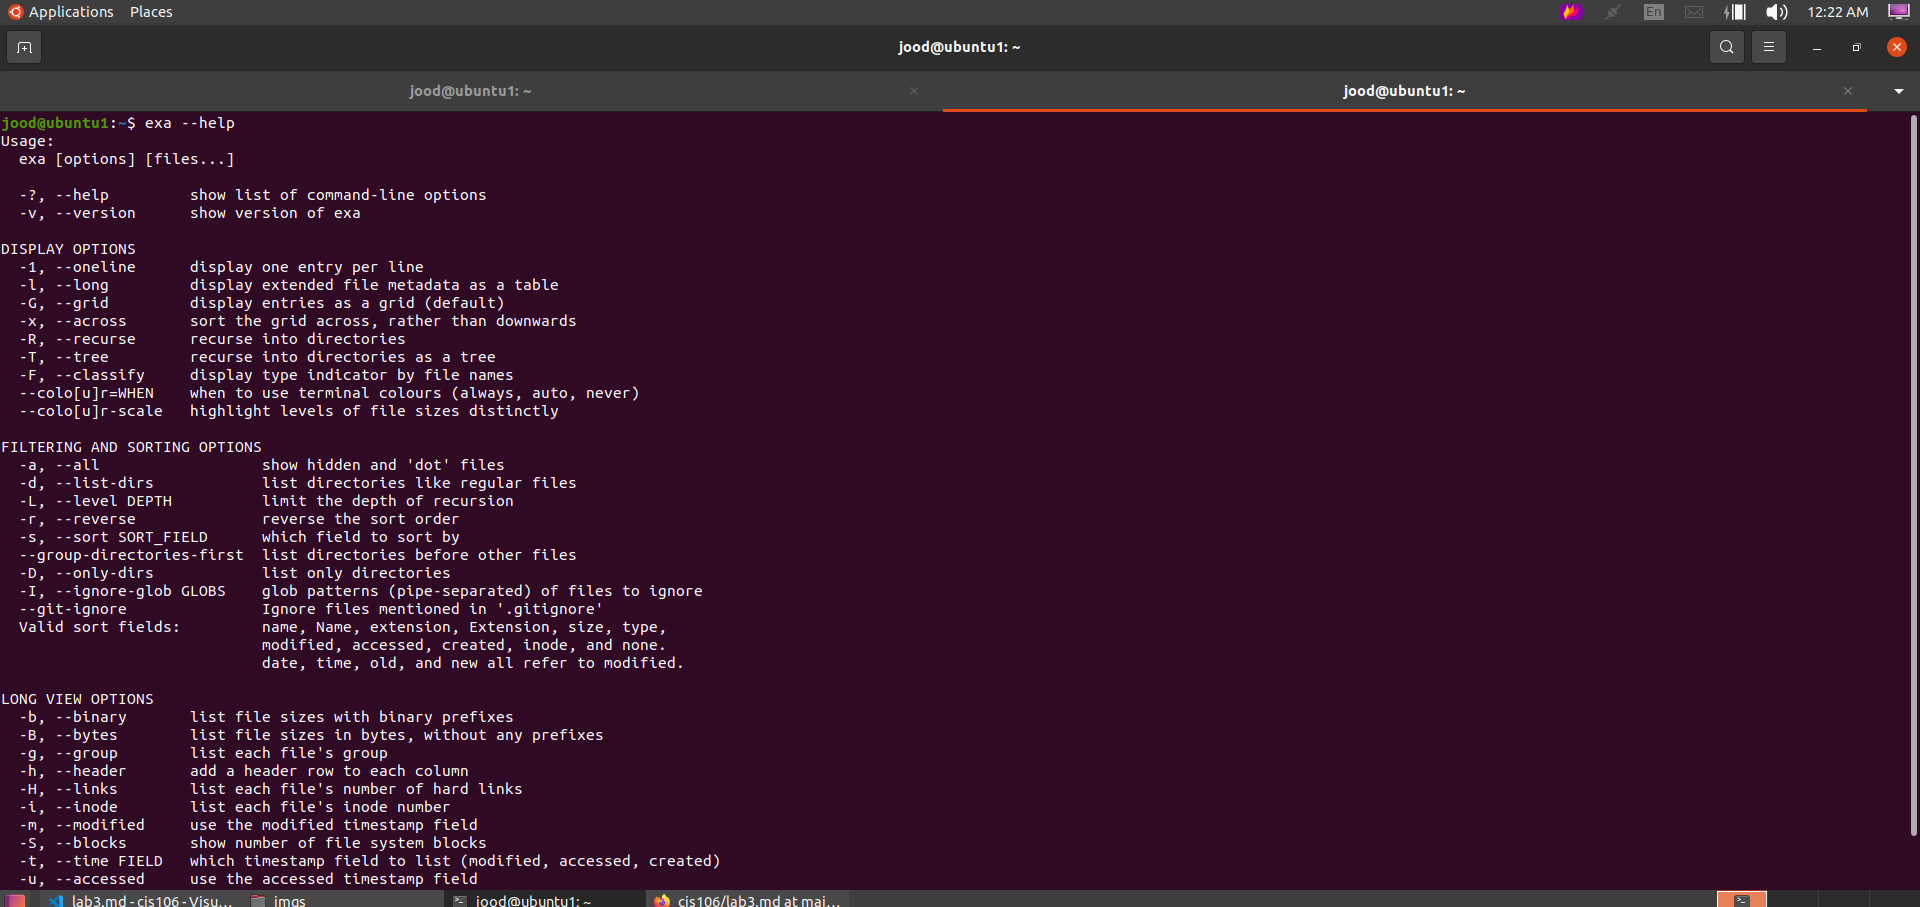 Applications Places En 12:22 AM
jood@ubuntu1: ~
jood@ubuntu1: ~ jood@ubuntu1: ~
jood@ubuntu1:~$ exa --help
Usage:
  exa [options] [files...]

  -?, --help         show list of command-line options
  -v, --version      show version of exa

DISPLAY OPTIONS
  -1, --oneline      display one entry per line
  -l, --long         display extended file metadata as a table
  -G, --grid         display entries as a grid (default)
  -x, --across       sort the grid across, rather than downwards
  -R, --recurse      recurse into directories
  -T, --tree         recurse into directories as a tree
  -F, --classify     display type indicator by file names
  --colo[u]r=WHEN    when to use terminal colours (always, auto, never)
  --colo[u]r-scale   highlight levels of file sizes distinctly

FILTERING AND SORTING OPTIONS
  -a, --all                  show hidden and 'dot' files
  -d, --list-dirs            list directories like regular files
  -L, --level DEPTH          limit the depth of recursion
  -r, --reverse              reverse the sort order
  -s, --sort SORT_FIELD      which field to sort by
  --group-directories-first  list directories before other files
  -D, --only-dirs            list only directories
  -I, --ignore-glob GLOBS    glob patterns (pipe-separated) of files to ignore
  --git-ignore               Ignore files mentioned in '.gitignore'
  Valid sort fields:         name, Name, extension, Extension, size, type,
                             modified, accessed, created, inode, and none.
                             date, time, old, and new all refer to modified.

LONG VIEW OPTIONS
  -b, --binary       list file sizes with binary prefixes
  -B, --bytes        list file sizes in bytes, without any prefixes
  -g, --group        list each file's group
  -h, --header       add a header row to each column
  -H, --links        list each file's number of hard links
  -i, --inode        list each file's inode number
  -m, --modified     use the modified timestamp field
  -S, --blocks       show number of file system blocks
  -t, --time FIELD   which timestamp field to list (modified, accessed, created)
  -u, --accessed     use the accessed timestamp field
lab3.md - cis106 - Visu... imgs jood@ubuntu1: ~ cis106/lab3.md at mai...